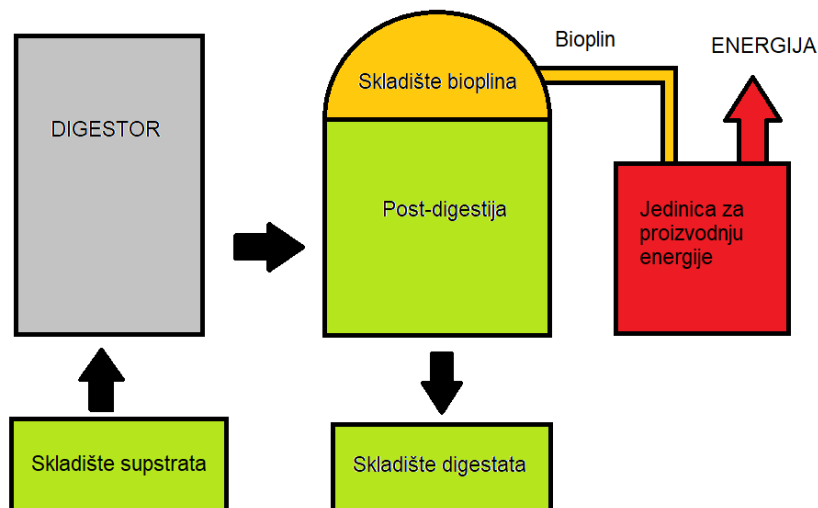 Bioplin
ENERGIJA
Skladište bioplina
DIGESTOR
Post-digestija
Jedinica za
proizvodnju
energije
Skladište supstrata
Skladište digestata